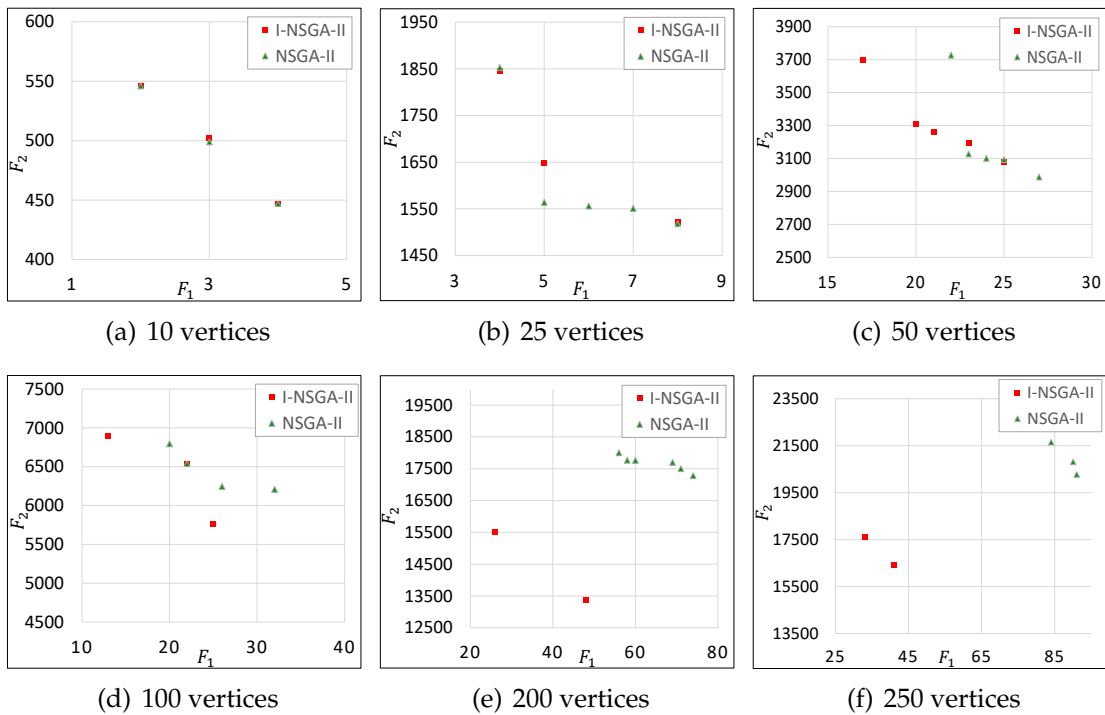 600
550
500
450
400
F₂
1
3
5
F₁
I-NSGA-II
NSGA-II
(a) 10 vertices
1950
1850
1750
1650
1550
1450
F₂
3
5
7
9
F₁
I-NSGA-II
NSGA-II
(b) 25 vertices
3900
3700
3500
3300
3100
2900
2700
2500
F₂
15
20
25
30
F₁
I-NSGA-II
NSGA-II
(c) 50 vertices
7500
7000
6500
6000
5500
5000
4500
F₂
10
20
30
40
F₁
I-NSGA-II
NSGA-II
(d) 100 vertices
19500
18500
17500
16500
15500
14500
13500
12500
F₂
20
40
60
80
F₁
I-NSGA-II
NSGA-II
(e) 200 vertices
23500
21500
19500
17500
15500
13500
F₂
25
45
65
85
F₁
I-NSGA-II
NSGA-II
(f) 250 vertices